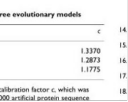 ree evolutionary models
c
1.3370
1.2873
1.1775
calibration factor c, which was
000 artificial protein sequence
14.
15.
16.
17.
18.